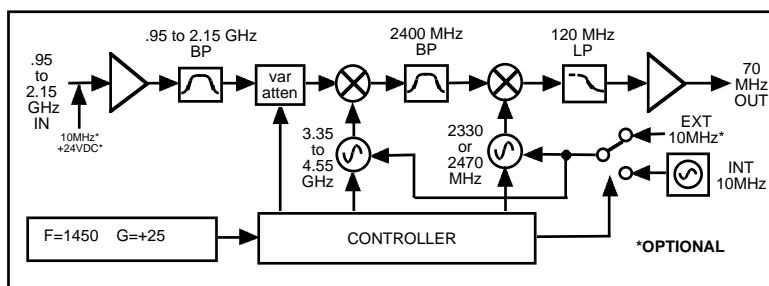 .95
to
2.15
GHz
IN
10MHz*
+24VDC*
.95 to 2.15 GHz
BP
var
atten
3.35
to
4.55
GHz
2400 MHz
BP
2330
or
2470
MHz
120 MHz
LP
70
MHz
OUT
EXT
10MHz*
INT
10MHz
F=1450 G=+25
CONTROLLER
*OPTIONAL